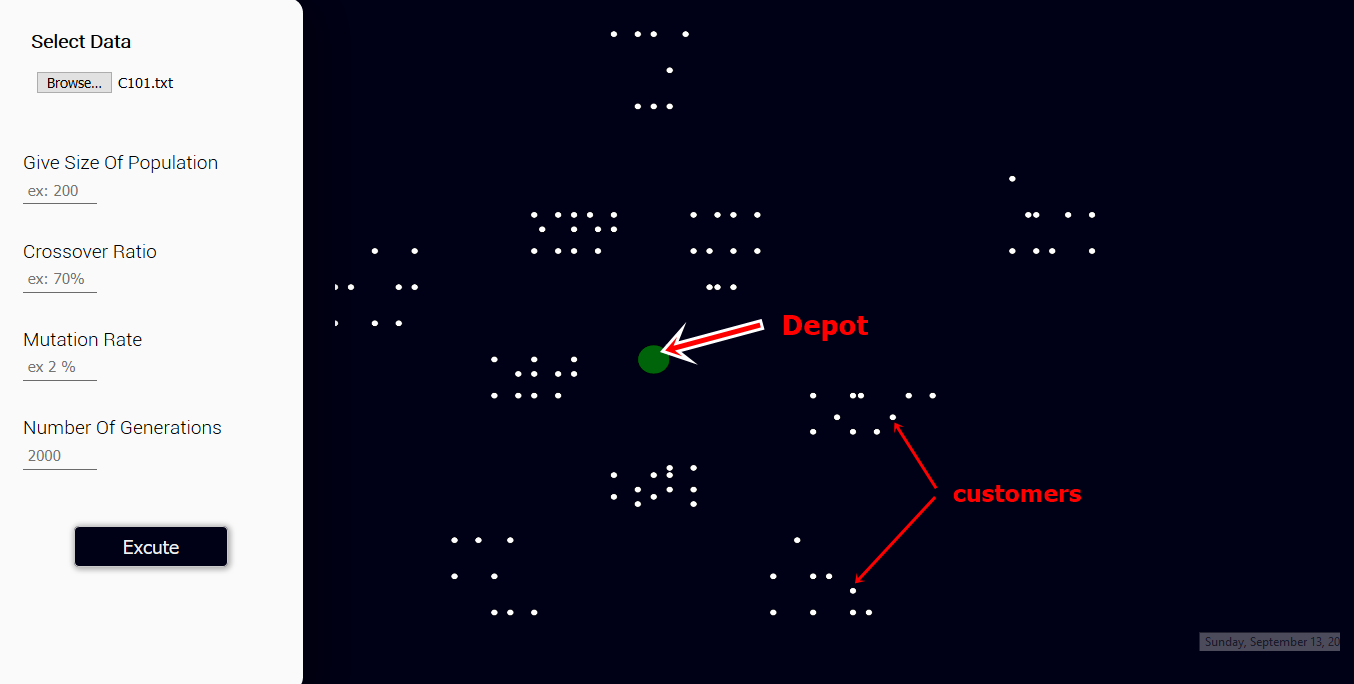 Select Data
Browse... C101.txt
Give Size Of Population
ex: 200
Crossover Ratio
ex: 70%
Mutation Rate
ex 2 %
Number Of Generations
2000
Excute
Depot
customers
Sunday, September 13, 20